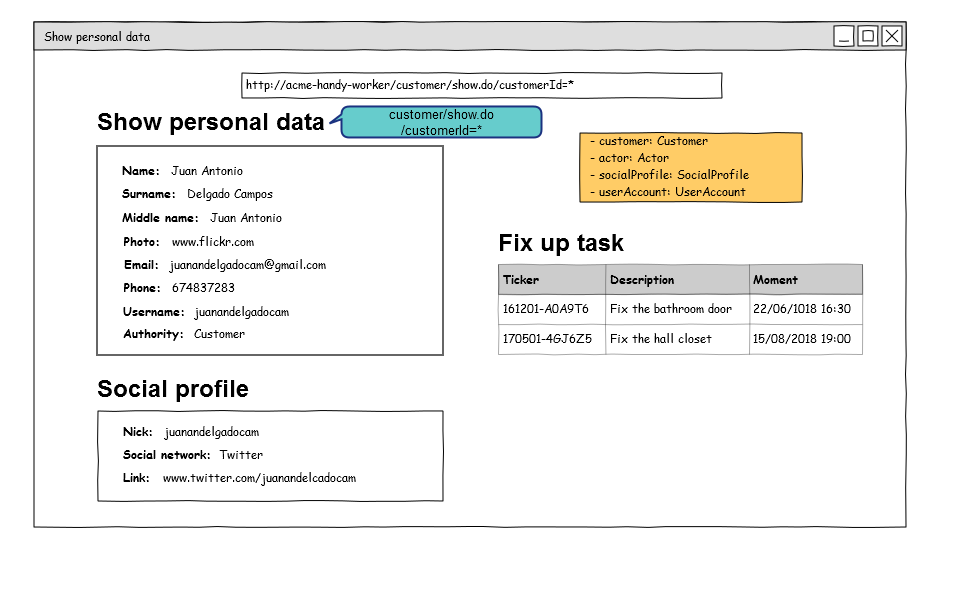 Show personal data
http://acme-handy-worker/customer/show.do/customerId=*
Show personal data
customer/show.do
/customerId=*
- customer: Customer
- actor: Actor
- socialProfile: SocialProfile
- userAccount: UserAccount
Name: Juan Antonio
Surname: Delgado Campos
Middle name: Juan Antonio
Photo: www.flickr.com
Email: juanandelgadocam@gmail.com
Phone: 674837283
Username: juanandelgadocam
Authority: Customer
Fix up task
Ticker Description Moment
161201-A0A9T6 Fix the bathroom door 22/06/1018 16:30
170501-4GJ6Z5 Fix the hall closet 15/08/2018 19:00
Social profile
Nick: juanandelgadocam
Social network: Twitter
Link: www.twitter.com/juanandelcadocam